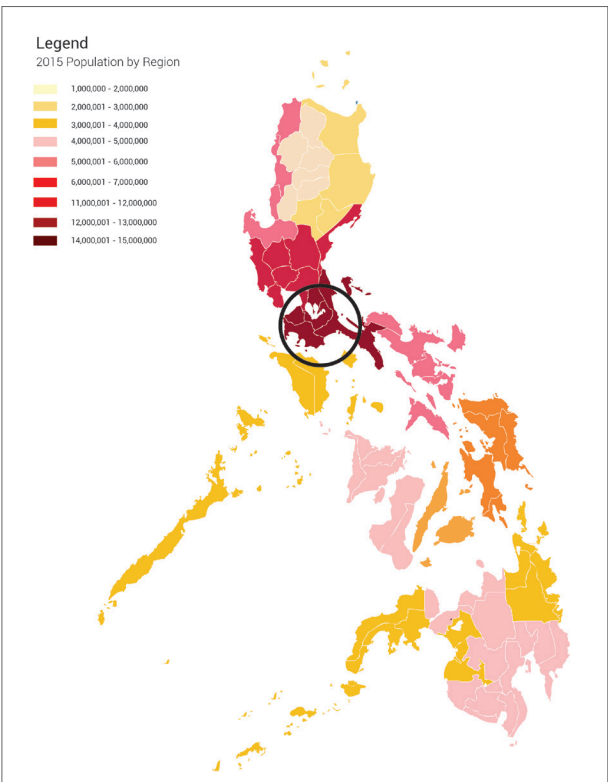 Legend
2015 Population by Region
1,000,000 - 2,000,000
2,000,001 - 3,000,000
3,000,001 - 4,000,000
4,000,001 - 5,000,000
5,000,001 - 6,000,000
6,000,001 - 7,000,000
11,000,001 - 12,000,000
12,000,001 - 13,000,000
14,000,001 - 15,000,000